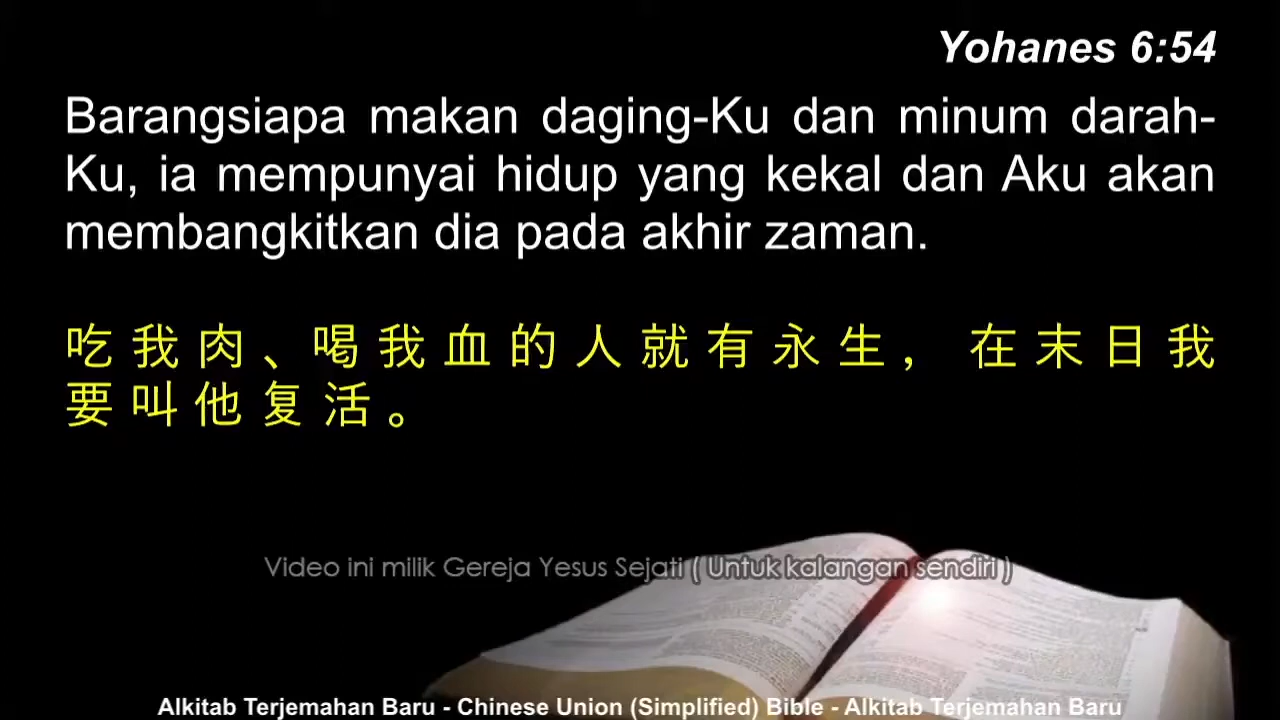 Yohanes 6:54
Barangsiapa makan daging-Ku dan minum darah-
Ku, ia mempunyai hidup yang kekal dan Aku akan
membangkitkan dia pada akhir zaman.
吃我肉、喝我血的人就有永生，在末日我
要叫他复活。
Video ini milik Gereja Yesus Sejati ( Untuk kalangan sendiri )
Alkitab Terjemahan Baru - Chinese Union (Simplified) Bible - Alkitab Terjemahan Baru